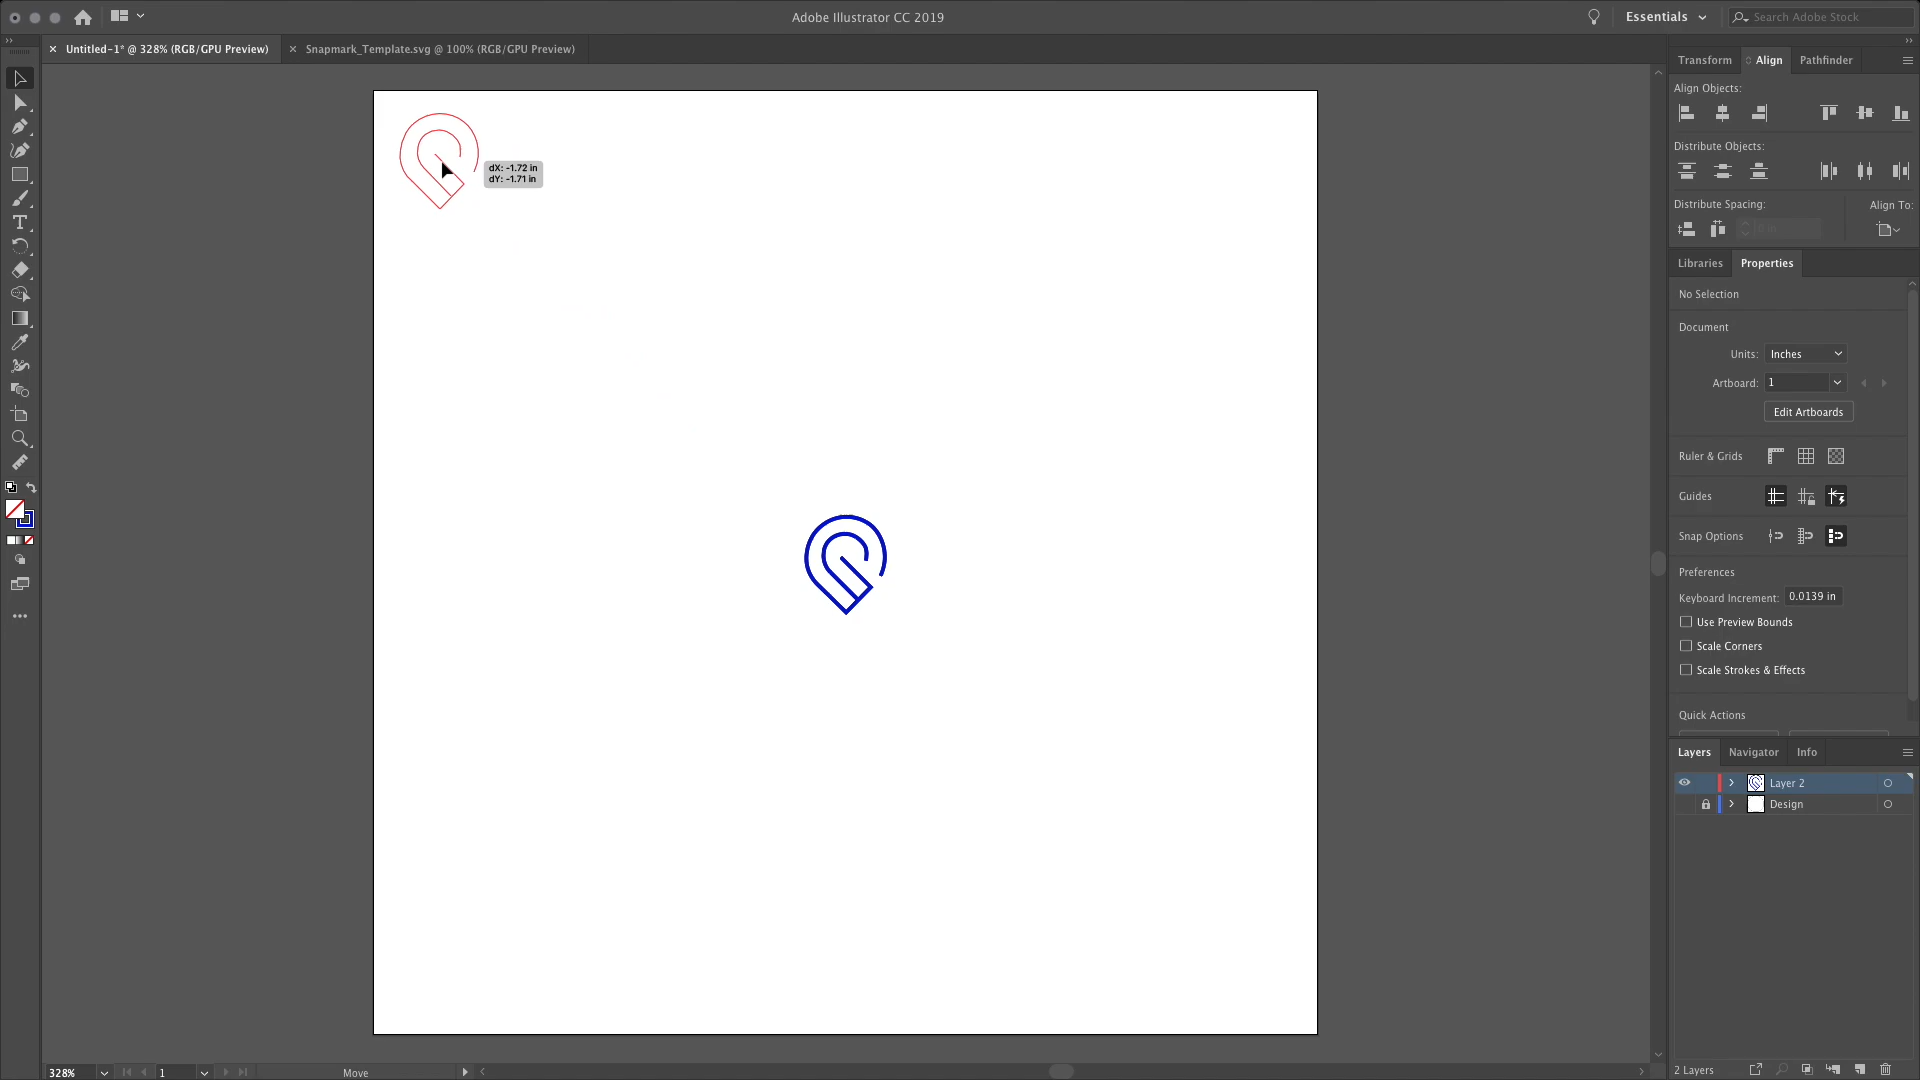 Adobe Illustrator CC 2019
Essentials
Search Adobe Stock
Untitled-1* @ 328% (RGB/GPU Preview)
Snapmark_Template.svg @ 100% (RGB/GPU Preview)
Transform
Align
Pathfinder
Align Objects:
dX: -1.72 in
dY: -1.71 in
Distribute Objects:
Distribute Spacing:
Align To:
0 in
Libraries
Properties
No Selection
Document
Units:
Inches
Artboard:
1
Edit Artboards
Ruler & Grids
Guides
Snap Options
Preferences
Keyboard Increment:
0.0139 in
Use Preview Bounds
Scale Corners
Scale Strokes & Effects
Quick Actions
Layers
Navigator
Info
Layer 2
Design
328%
1
Move
2 Layers